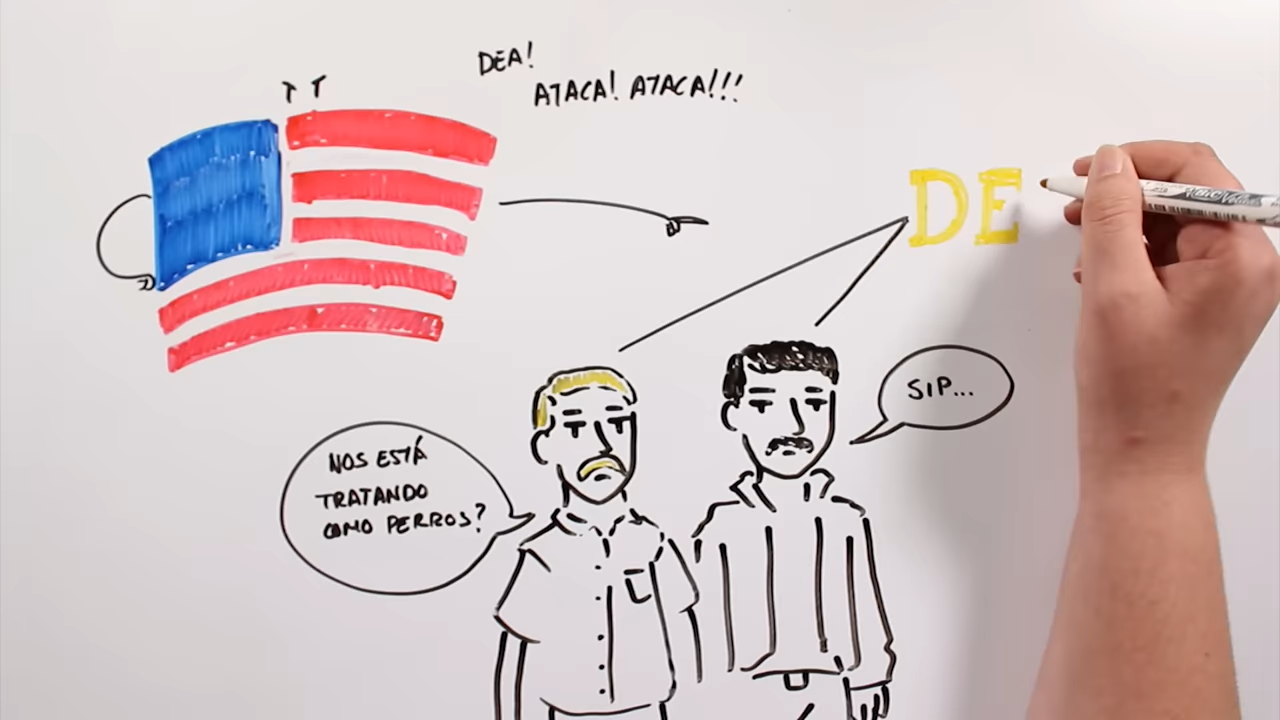 DEA!
ATACA! ATACA!!!
DE
SIP...
NOS ESTÁ
TRATANDO
COMO PERROS?